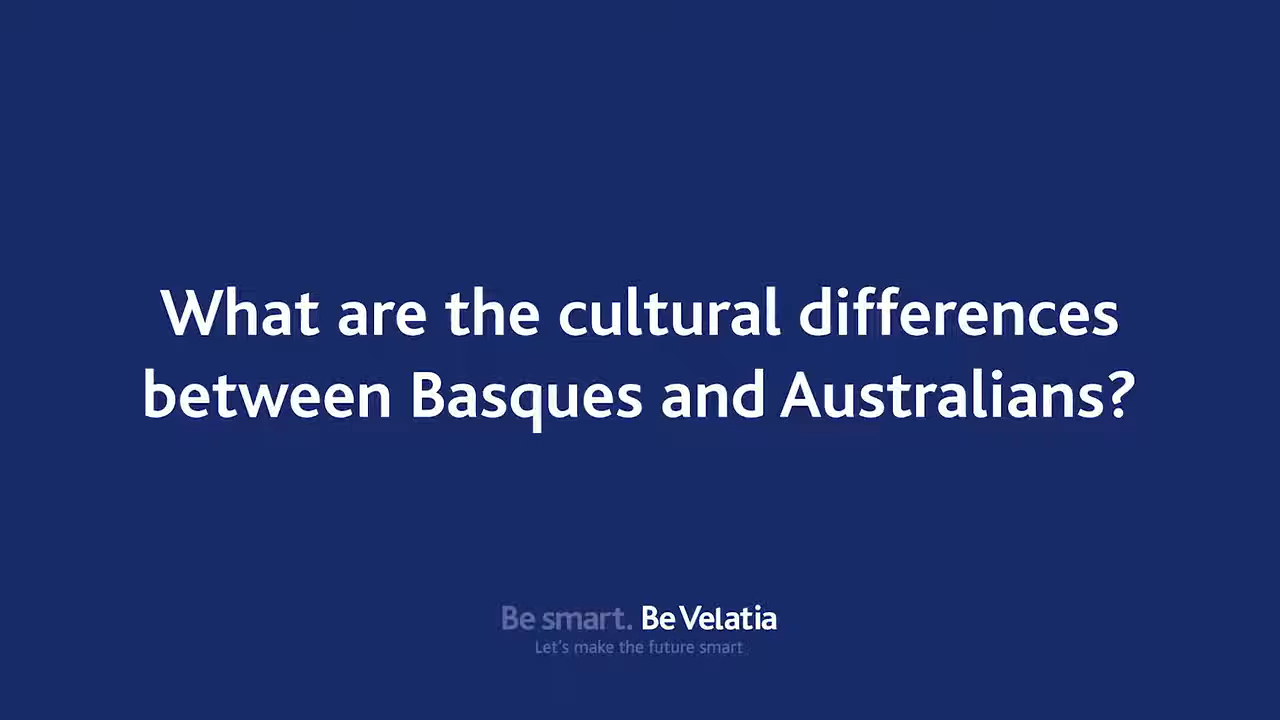 What are the cultural differences
between Basques and Australians?
Be smart. Be Velatia
Let's make the future smart